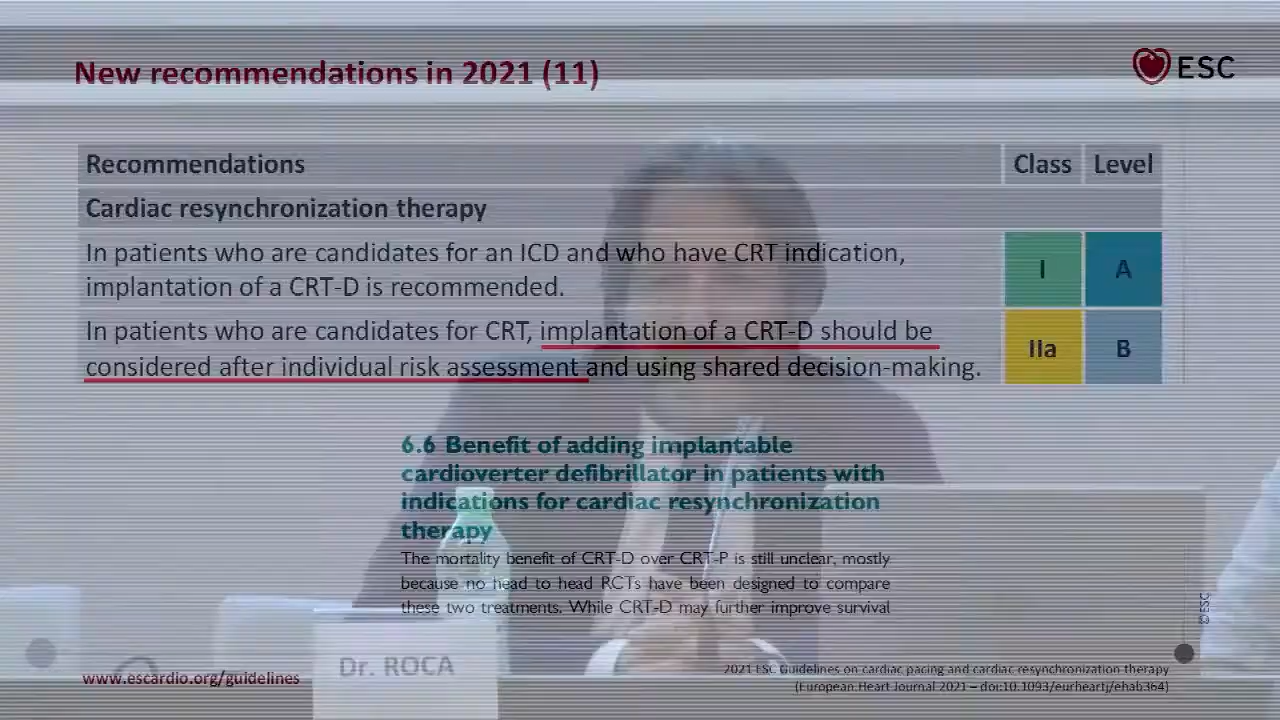 New recommendations in 2021 (11)
ESC
Recommendations Class Level
Cardiac resynchronization therapy
In patients who are candidates for an ICD and who have CRT indication,
implantation of a CRT-D is recommended.
I A
In patients who are candidates for CRT, implantation of a CRT-D should be
considered after individual risk assessment and using shared decision-making.
IIa B
6.6 Benefit of adding implantable
cardioverter defibrillator in patients with
indications for cardiac resynchronization
therapy
The mortality benefit of CRT-D over CRT-P is still unclear, mostly
because no head to head RCTs have been designed to compare
these two treatments. While CRT-D may further improve survival
©ESC
Dr. ROCA
www.escardio.org/guidelines
2021 ESC Guidelines on cardiac pacing and cardiac resynchronization therapy
(European Heart Journal 2021 – doi:10.1093/eurheartj/ehab364)